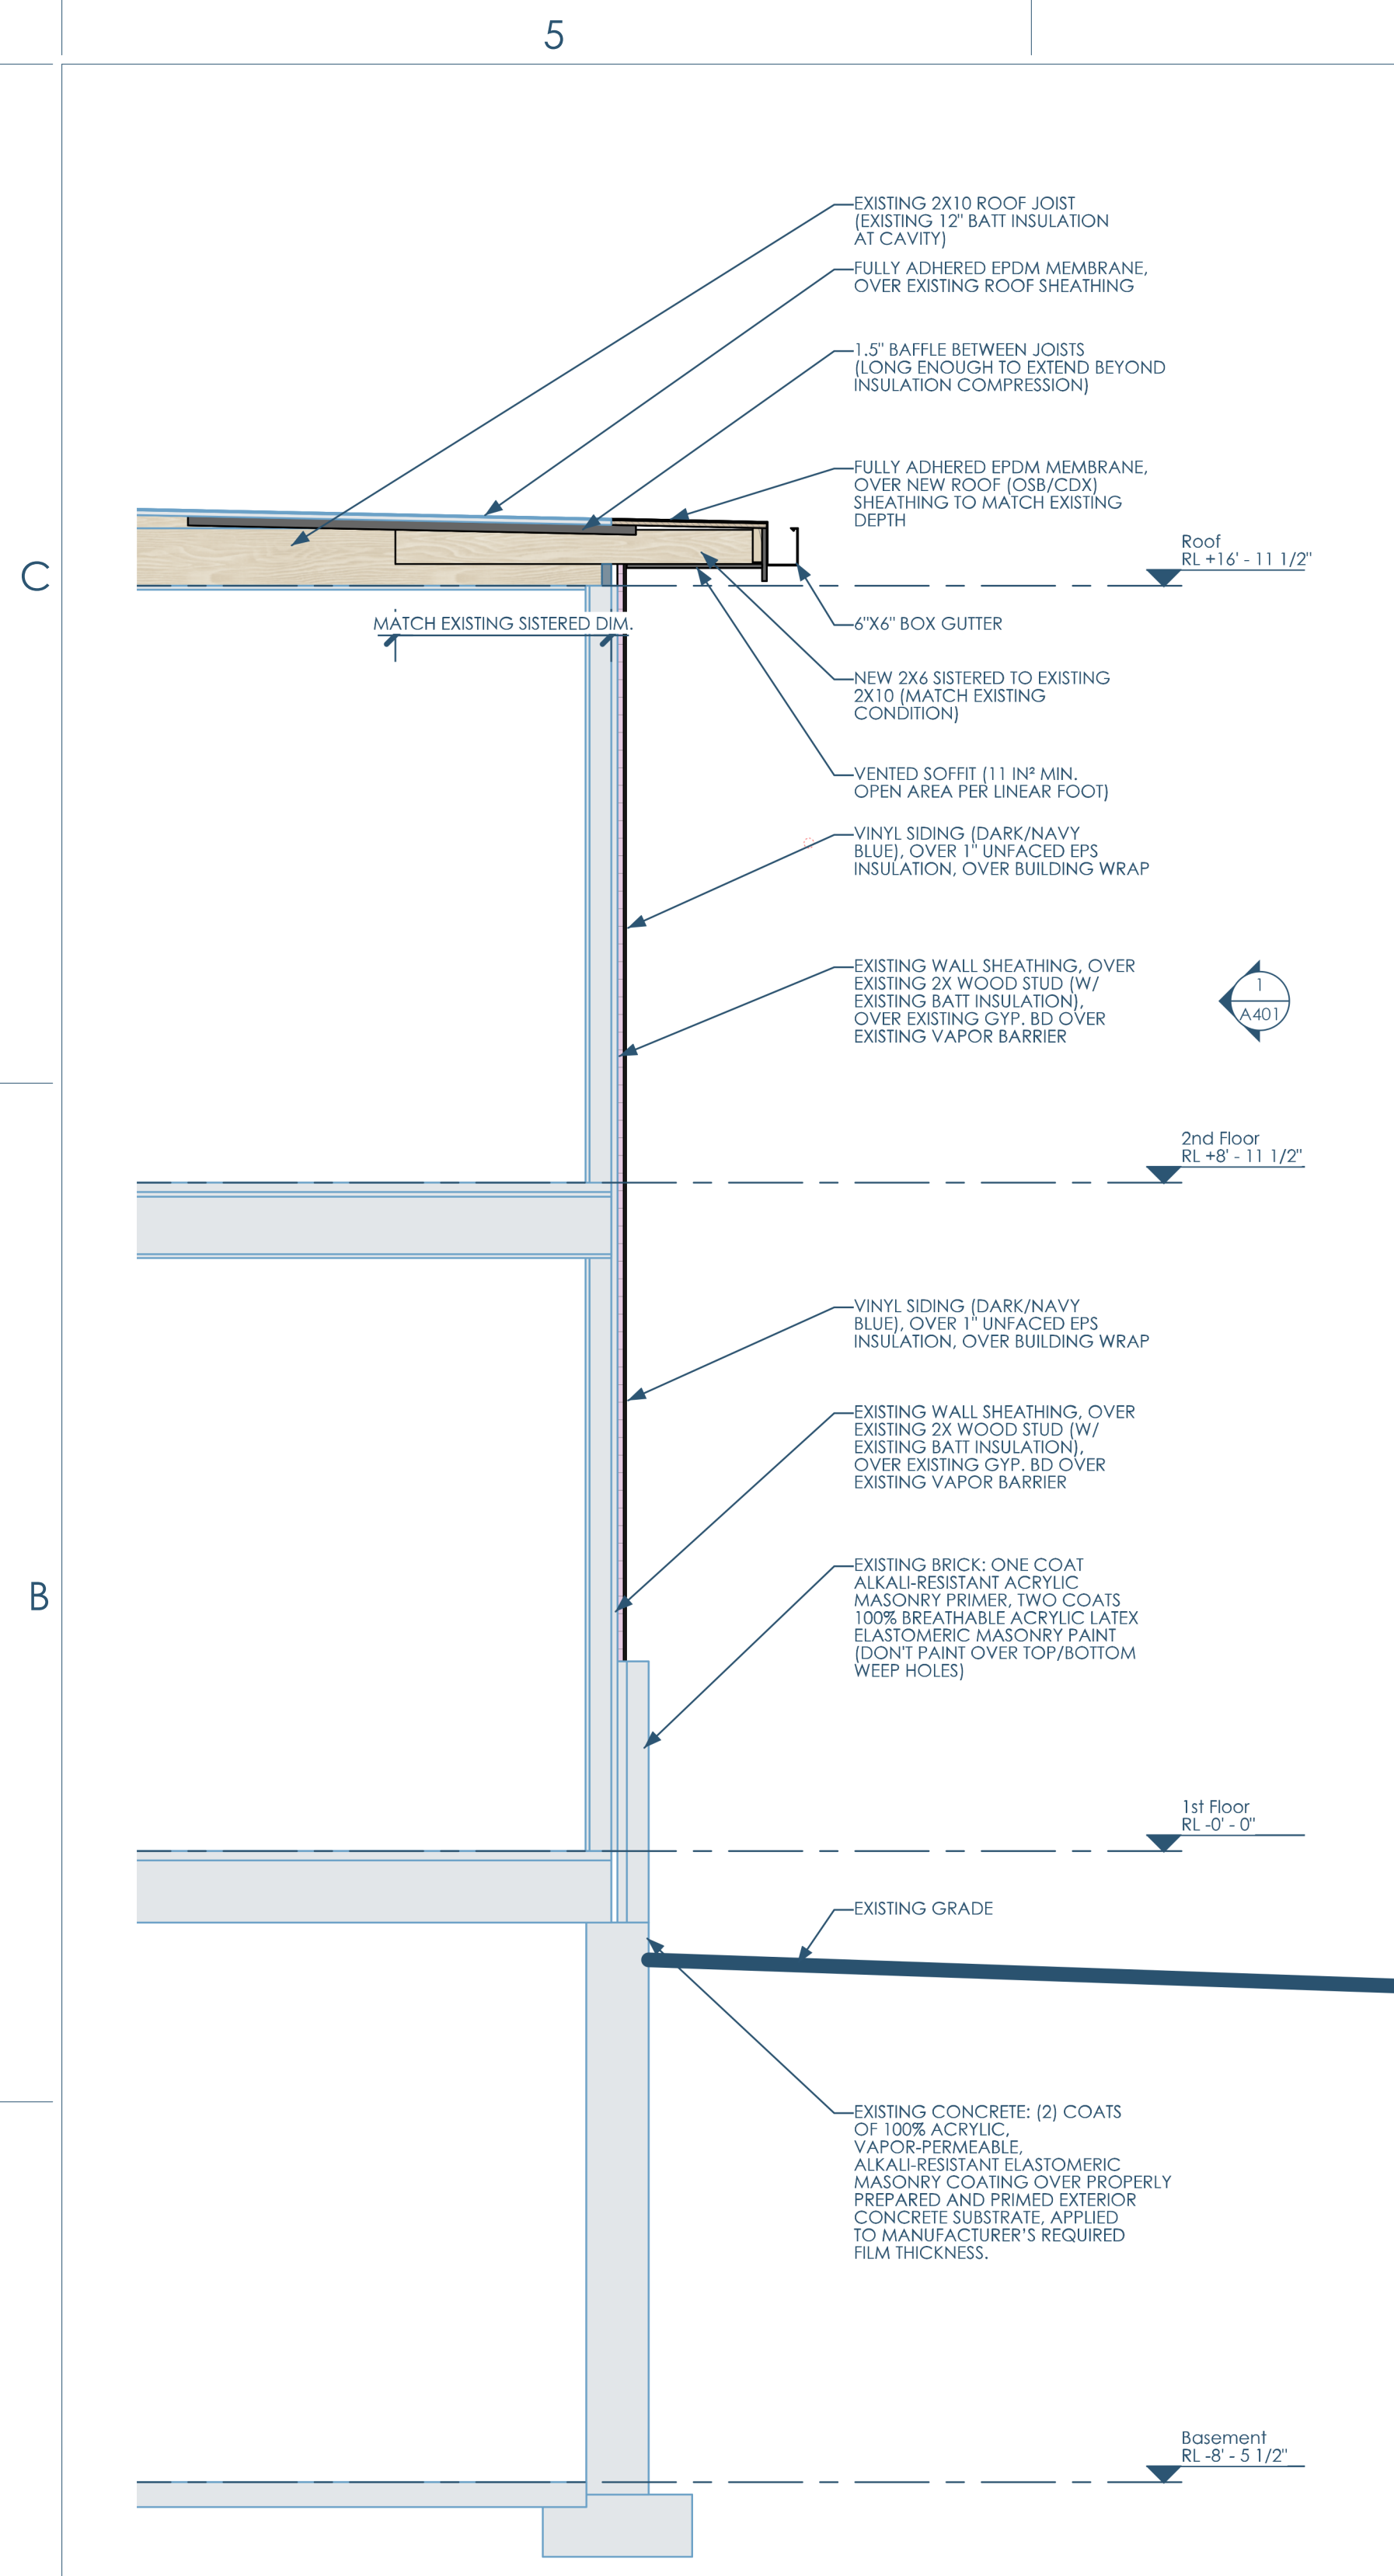 5
EXISTING 2X10 ROOF JOIST
(EXISTING 12" BATT INSULATION
AT CAVITY)
FULLY ADHERED EPDM MEMBRANE,
OVER EXISTING ROOF SHEATHING
1.5" BAFFLE BETWEEN JOISTS
(LONG ENOUGH TO EXTEND BEYOND
INSULATION COMPRESSION)
FULLY ADHERED EPDM MEMBRANE,
OVER NEW ROOF (OSB/CDX)
SHEATHING TO MATCH EXISTING
DEPTH
Roof
RL +16' - 11 1/2"
C
MATCH EXISTING SISTERED DIM.
6"X6" BOX GUTTER
NEW 2X6 SISTERED TO EXISTING
2X10 (MATCH EXISTING
CONDITION)
VENTED SOFFIT (11 IN² MIN.
OPEN AREA PER LINEAR FOOT)
VINYL SIDING (DARK/NAVY
BLUE), OVER 1" UNFACED EPS
INSULATION, OVER BUILDING WRAP
EXISTING WALL SHEATHING, OVER
EXISTING 2X WOOD STUD (W/
EXISTING BATT INSULATION),
OVER EXISTING GYP. BD OVER
EXISTING VAPOR BARRIER
1
A401
2nd Floor
RL +8' - 11 1/2"
VINYL SIDING (DARK/NAVY
BLUE), OVER 1" UNFACED EPS
INSULATION, OVER BUILDING WRAP
EXISTING WALL SHEATHING, OVER
EXISTING 2X WOOD STUD (W/
EXISTING BATT INSULATION),
OVER EXISTING GYP. BD OVER
EXISTING VAPOR BARRIER
EXISTING BRICK: ONE COAT
ALKALI-RESISTANT ACRYLIC
MASONRY PRIMER, TWO COATS
100% BREATHABLE ACRYLIC LATEX
ELASTOMERIC MASONRY PAINT
(DON'T PAINT OVER TOP/BOTTOM
WEEP HOLES)
B
1st Floor
RL -0' - 0"
EXISTING GRADE
EXISTING CONCRETE: (2) COATS
OF 100% ACRYLIC,
VAPOR-PERMEABLE,
ALKALI-RESISTANT ELASTOMERIC
MASONRY COATING OVER PROPERLY
PREPARED AND PRIMED EXTERIOR
CONCRETE SUBSTRATE, APPLIED
TO MANUFACTURER’S REQUIRED
FILM THICKNESS.
Basement
RL -8' - 5 1/2"